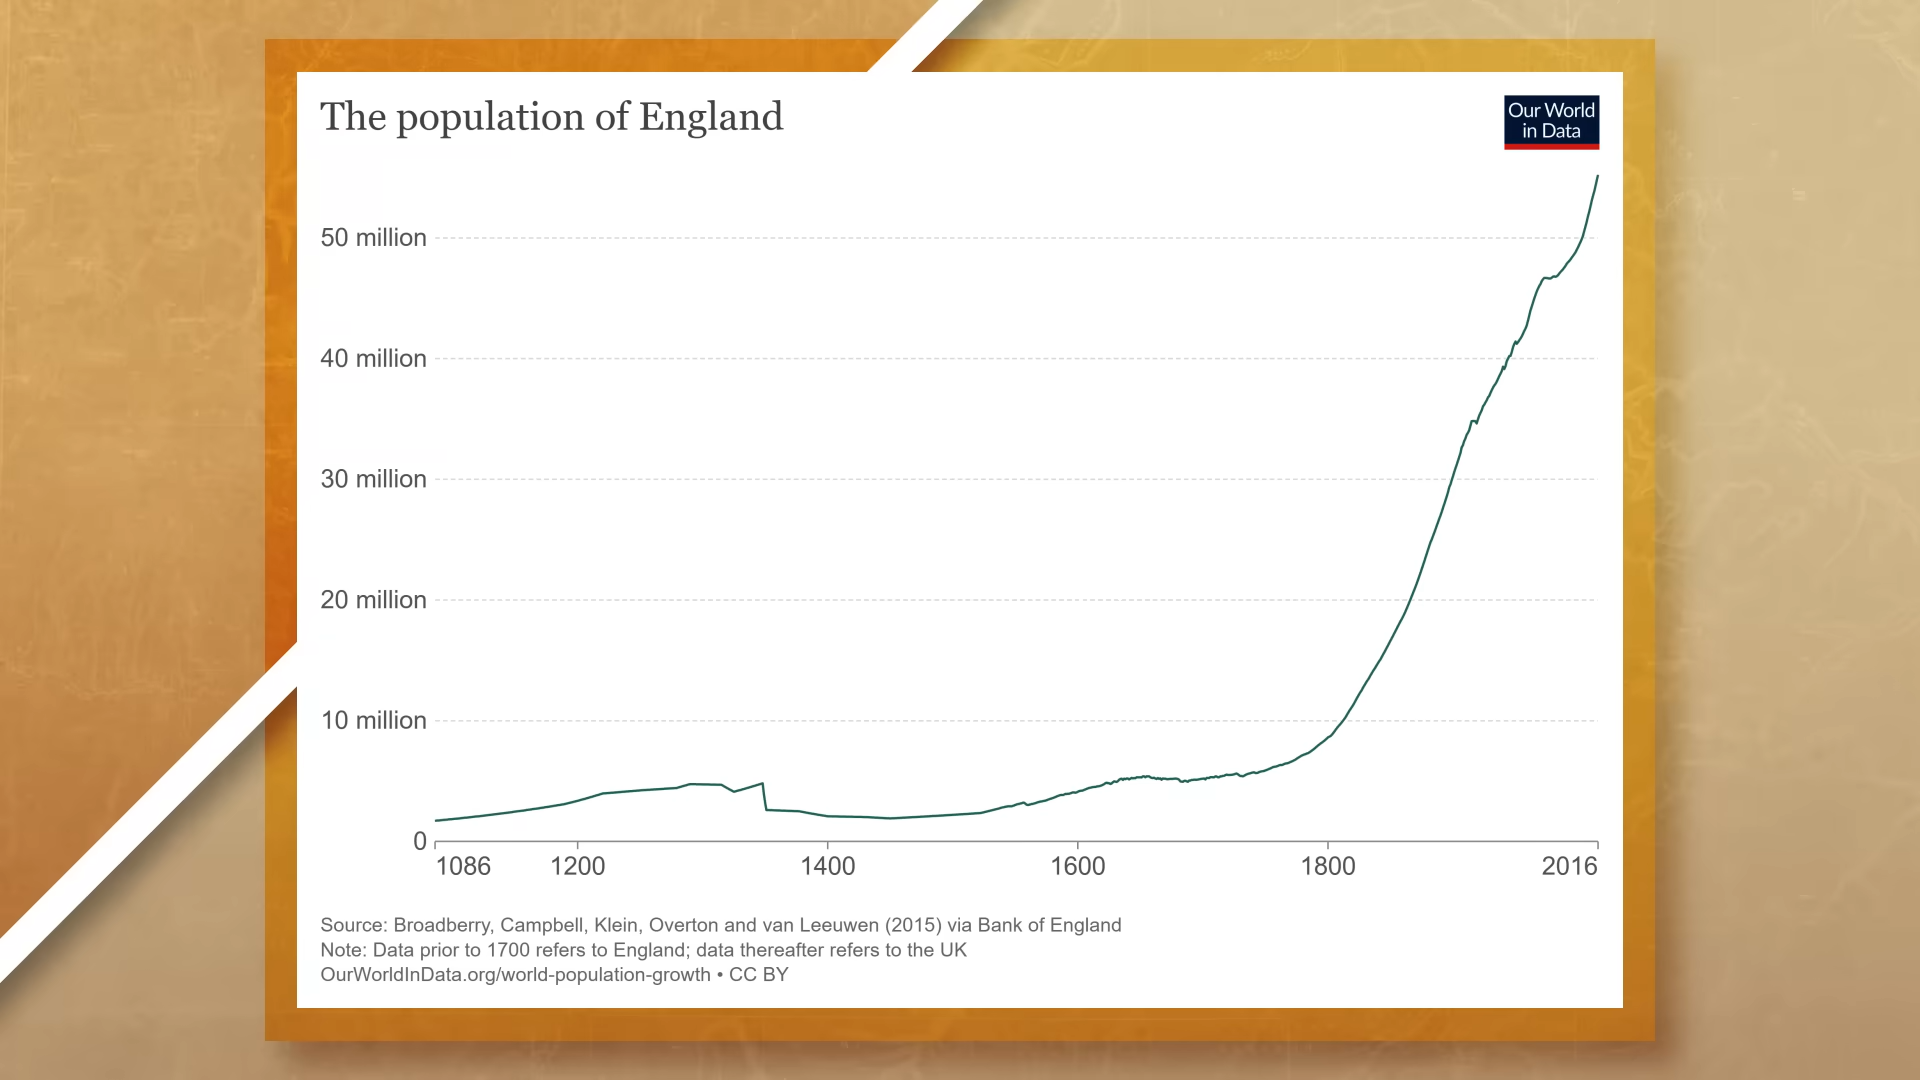 The population of England
Our World
in Data
50 million
40 million
30 million
20 million
10 million
0
1086 1200 1400 1600 1800 2016
Source: Broadberry, Campbell, Klein, Overton and van Leeuwen (2015) via Bank of England
Note: Data prior to 1700 refers to England; data thereafter refers to the UK
OurWorldInData.org/world-population-growth • CC BY